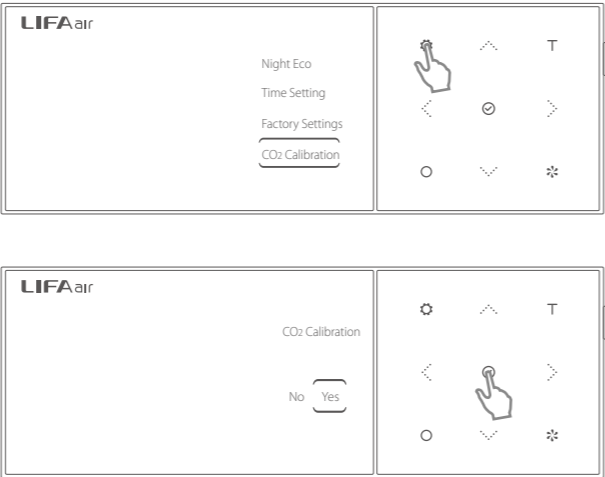 LIFAair
T
Night Eco
Time Setting
Factory Settings
CO2 Calibration
LIFAair
T
CO2 Calibration
No Yes